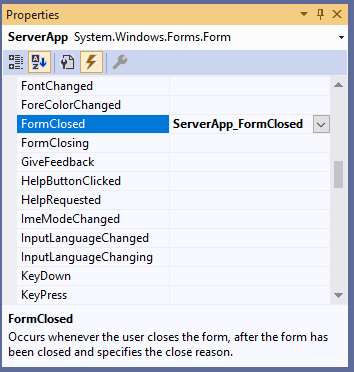 Properties
ServerApp System.Windows.Forms.Form
FontChanged
ForeColorChanged
FormClosed ServerApp_FormClosed
FormClosing
GiveFeedback
HelpButtonClicked
HelpRequested
ImeModeChanged
InputLanguageChanged
InputLanguageChanging
KeyDown
KeyPress
FormClosed
Occurs whenever the user closes the form, after the form has
been closed and specifies the close reason.